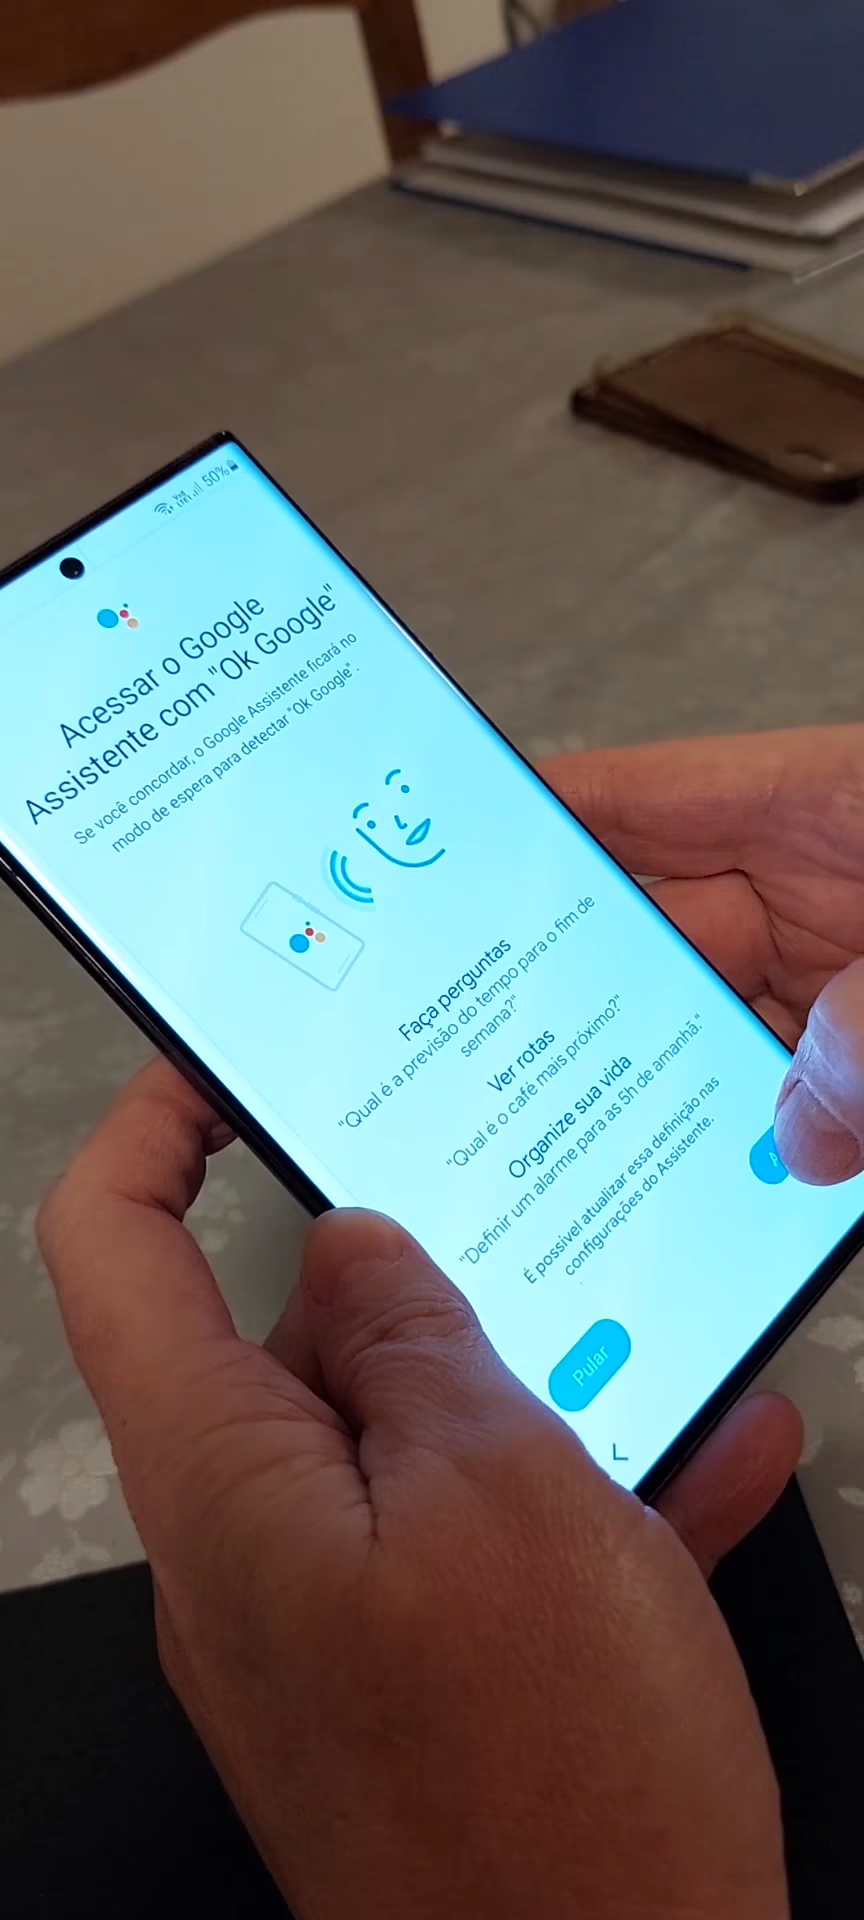 50%
Acessar o Google
Assistente com "Ok Google"
Se você concordar, o Google Assistente ficará no
modo de espera para detectar "Ok Google".
Faça perguntas
"Qual é a previsão do tempo para o fim de
semana?"
Ver rotas
"Qual é o café mais próximo?"
Organize sua vida
"Definir um alarme para as 5h de amanhã."
É possível atualizar essa definição nas
configurações do Assistente.
Pular